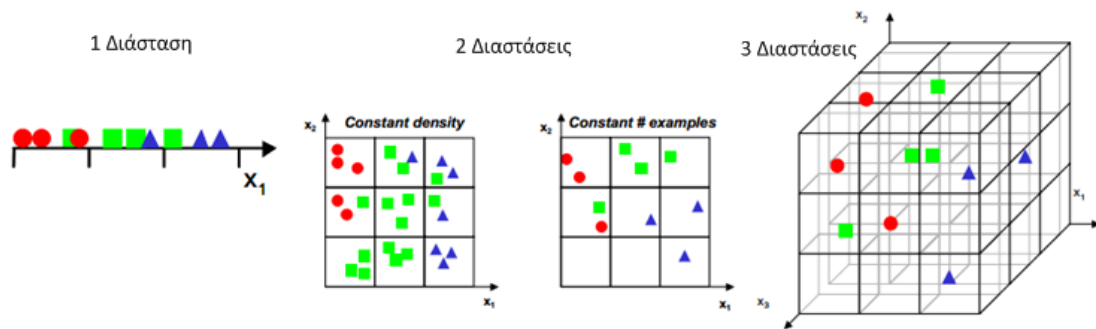 1 Διάσταση
X₁
2 Διαστάσεις
Constant density
x₂
x₁
Constant # examples
x₂
x₁
3 Διαστάσεις
x₂
x₁
x₃